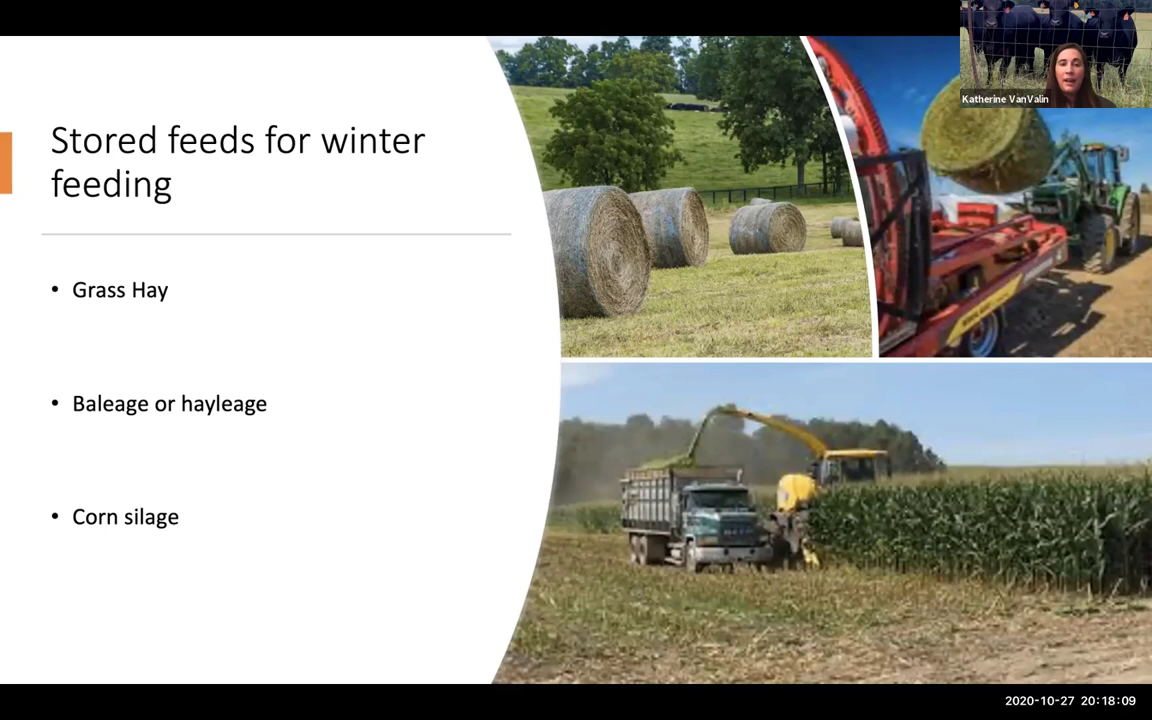 Katherine VanValin
Stored feeds for winter
feeding
• Grass Hay
• Baleage or hayleage
• Corn silage
2020-10-27 20:18:09